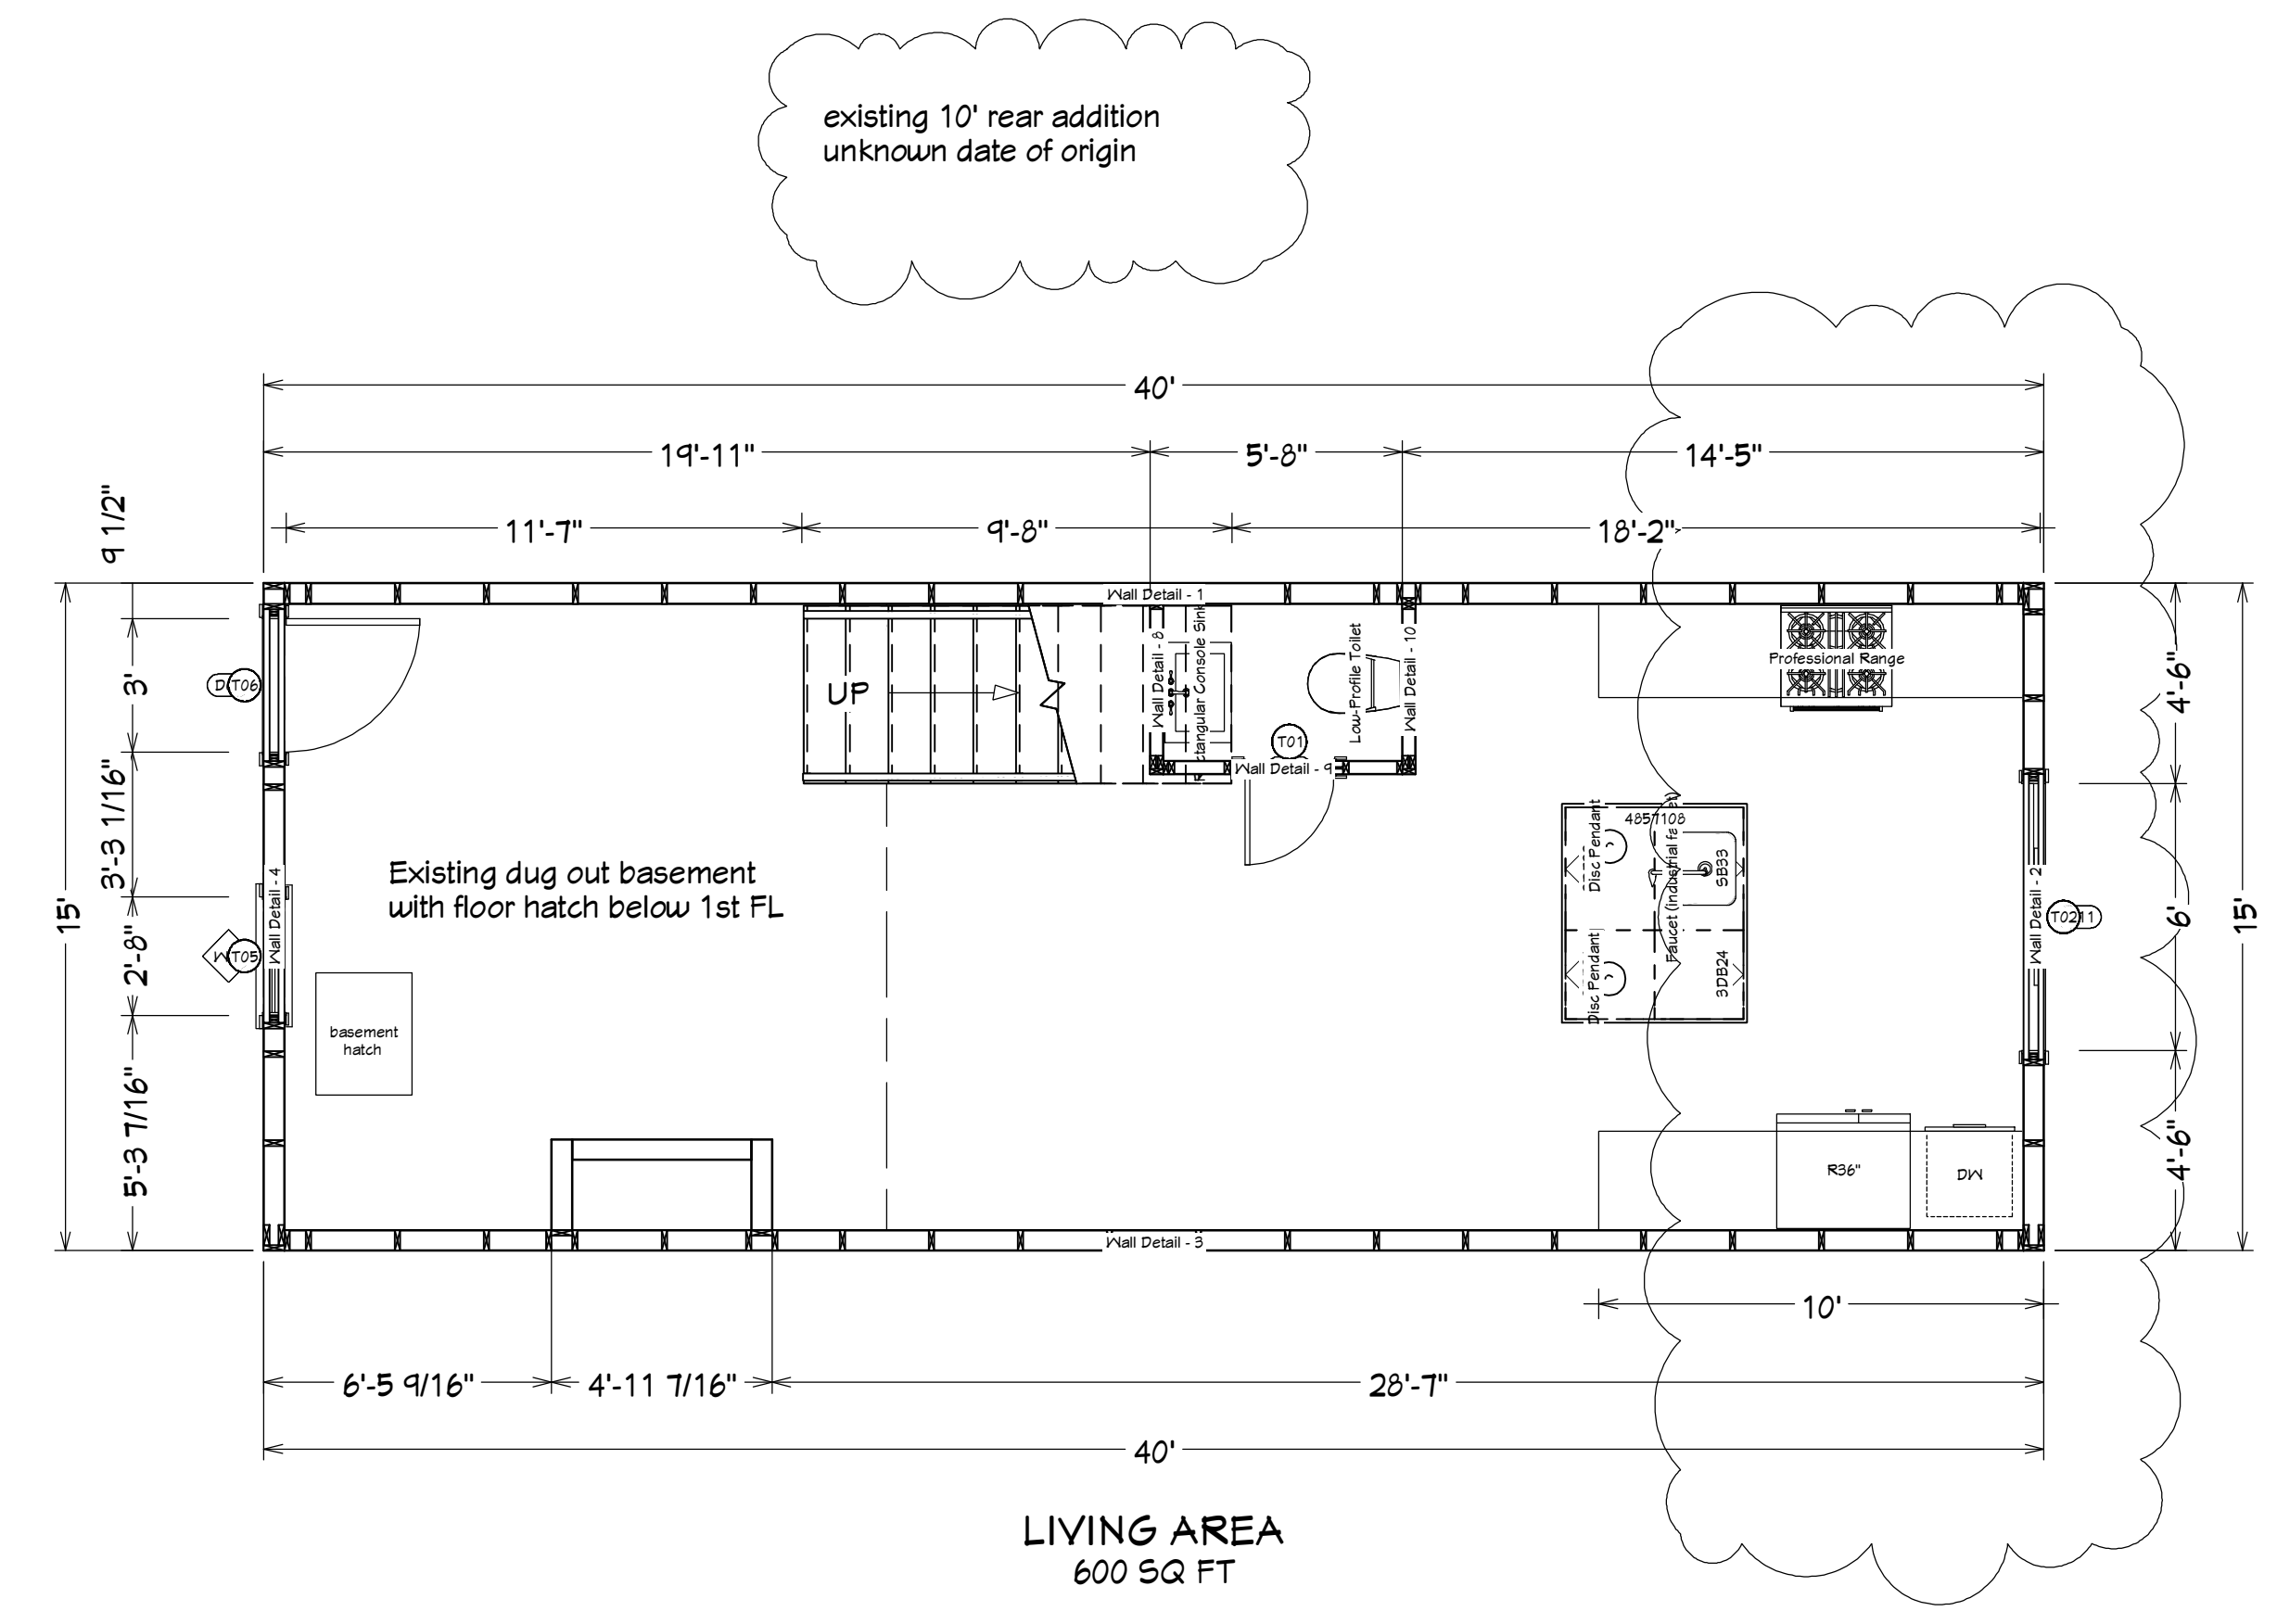 existing 10' rear addition
unknown date of origin
40'
19'-11"
5'-8"
14'-5"
11'-7"
9'-8"
18'-2"
9 1/2"
3'
3'-3 1/16"
2'-8"
5'-3 7/16"
15'
Wall Detail - 1
UP
Wall Detail - 8
Console Sink
Low-Profile Toilet
Wall Detail - 10
T01
Wall Detail - 9
Professional Range
T06
Wall Detail - 4
T05
Existing dug out basement
with floor hatch below 1st FL
basement
hatch
4857108
Disc Pendant
Faucet (industrial
SB33
Disc Pendant
3DB24
Wall Detail - 2
T0211
4'-6"
6'
4'-6"
15'
R36"
DW
Wall Detail - 3
10'
6'-5 9/16"
4'-11 7/16"
28'-7"
40'
LIVING AREA
600 SQ FT